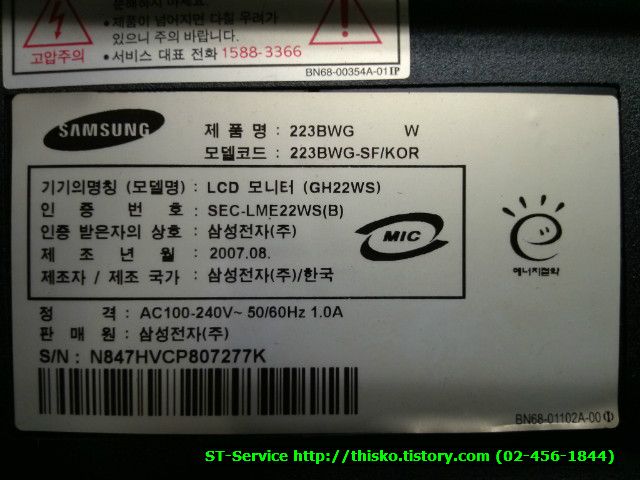 • 제품이 넘어지면 다칠 우려가
있으니 주의 바랍니다.
고압주의
• 서비스 대표 전화 1588-3366
BN68-00354A-01
SAMSUNG
제 품 명 : 223BWG W
모델코드 : 223BWG-SF/KOR
기기의명칭 (모델명) : LCD 모니터 (GH22WS)
인 증 번 호 : SEC-LME22WS(B)
인증 받은자의 상호 : 삼성전자(주)
제 조 년 월 : 2007.08.
제조자 / 제조 국가 : 삼성전자(주)/한국
MIC
에너지절약
정 격 : AC100-240V~ 50/60Hz 1.0A
판 매 원 : 삼성전자(주)
S/N : N847HVCP807277K
BN68-01102A-00
ST-Service http://thisko.tistory.com (02-456-1844)